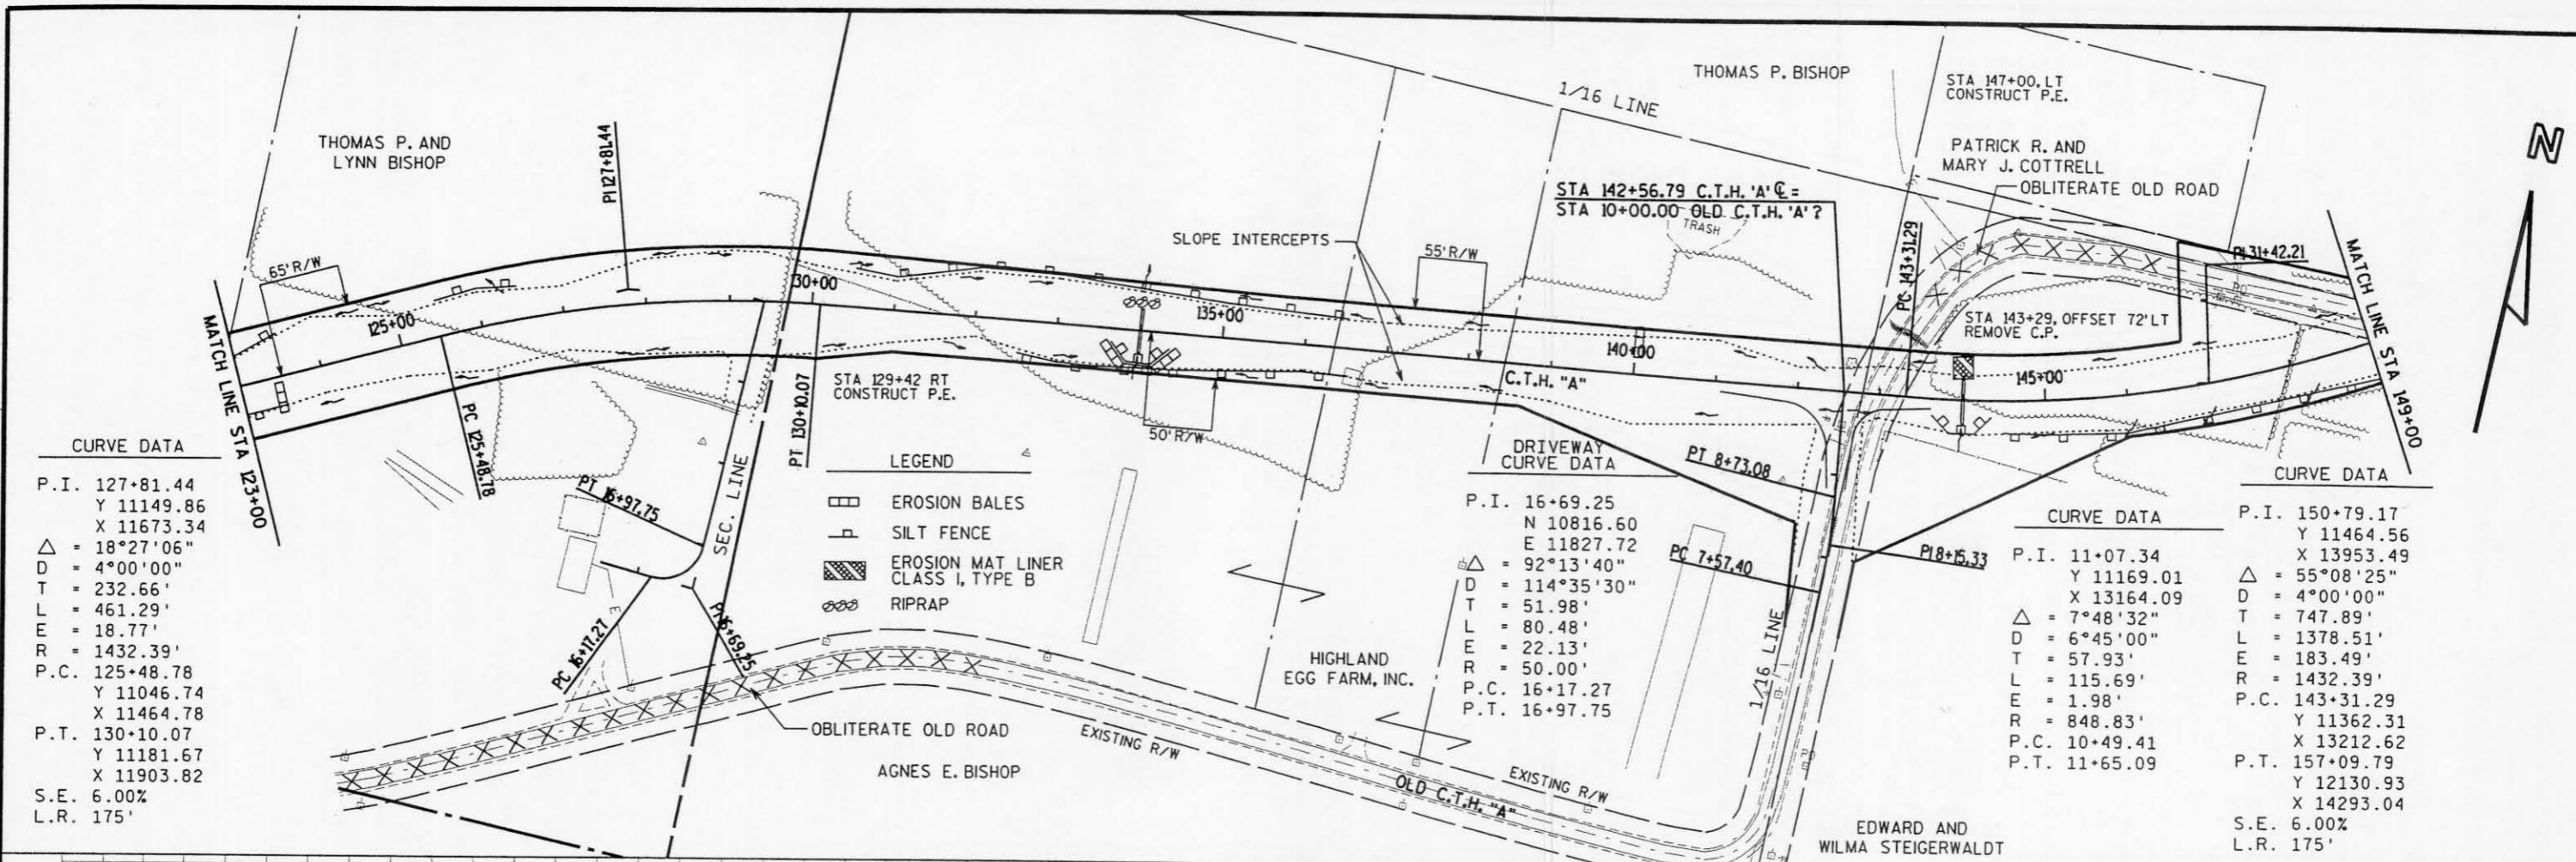 THOMAS P. AND
LYNN BISHOP
PI 127+81.44
1/16 LINE
THOMAS P. BISHOP
STA 147+00, LT
CONSTRUCT P.E.
PATRICK R. AND
MARY J. COTTRELL
OBLITERATE OLD ROAD
N
STA 142+56.79 C.T.H. 'A' ℄ =
STA 10+00.00 OLD C.T.H. 'A' ?
TRASH
SLOPE INTERCEPTS
55' R/W
65' R/W
PC 143+31.29
PI 31+42.21
MATCH LINE STA 123+00
125+00
130+00
135+00
140+00
145+00
C.T.H. "A"
STA 143+29, OFFSET 72' LT
REMOVE C.P.
MATCH LINE STA 149+00
PC 125+48.78
PT 130+10.07
STA 129+42 RT
CONSTRUCT P.E.
50' R/W
PT 16+97.75
SEC. LINE
PC 16+17.27
PI 16+69.25
PT 8+73.08
PC 7+57.40
PI 8+15.33
1/16 LINE
CURVE DATA
P.I. 127+81.44
Y 11149.86
X 11673.34
△ = 18°27'06"
D = 4°00'00"
T = 232.66'
L = 461.29'
E = 18.77'
R = 1432.39'
P.C. 125+48.78
Y 11046.74
X 11464.78
P.T. 130+10.07
Y 11181.67
X 11903.82
S.E. 6.00%
L.R. 175'
LEGEND
EROSION BALES
SILT FENCE
EROSION MAT LINER
CLASS I, TYPE B
RIPRAP
DRIVEWAY
CURVE DATA
P.I. 16+69.25
N 10816.60
E 11827.72
△ = 92°13'40"
D = 114°35'30"
T = 51.98'
L = 80.48'
E = 22.13'
R = 50.00'
P.C. 16+17.27
P.T. 16+97.75
CURVE DATA
P.I. 11+07.34
Y 11169.01
X 13164.09
△ = 7°48'32"
D = 6°45'00"
T = 57.93'
L = 115.69'
E = 1.98'
R = 848.83'
P.C. 10+49.41
P.T. 11+65.09
CURVE DATA
P.I. 150+79.17
Y 11464.56
X 13953.49
△ = 55°08'25"
D = 4°00'00"
T = 747.89'
L = 1378.51'
E = 183.49'
R = 1432.39'
P.C. 143+31.29
Y 11362.31
X 13212.62
P.T. 157+09.79
Y 12130.93
X 14293.04
S.E. 6.00%
L.R. 175'
HIGHLAND
EGG FARM, INC.
OBLITERATE OLD ROAD
AGNES E. BISHOP
EXISTING R/W
OLD C.T.H. "A"
EXISTING R/W
EDWARD AND
WILMA STEIGERWALDT